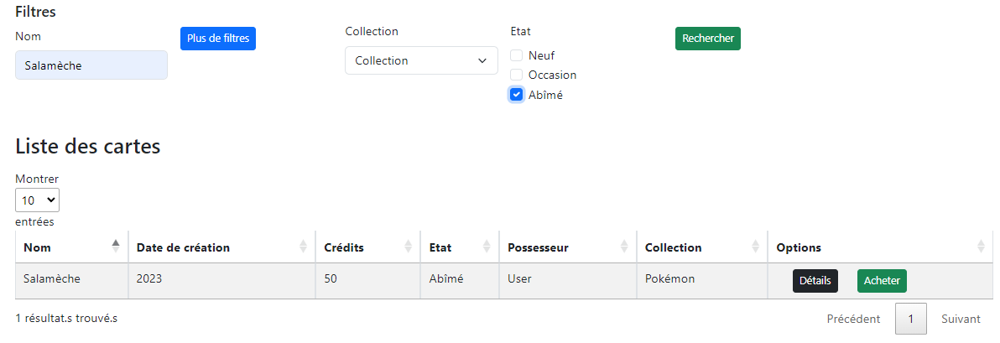 Filtres
Nom
Plus de filtres
Collection
Etat
Rechercher
Salamèche
Collection
Neuf
Occasion
Abîmé
Liste des cartes
Montrer
10
entrées
Nom Date de création Crédits Etat Possesseur Collection Options
Salamèche 2023 50 Abîmé User Pokémon Détails Acheter
1 résultat.s trouvé.s Précédent 1 Suivant